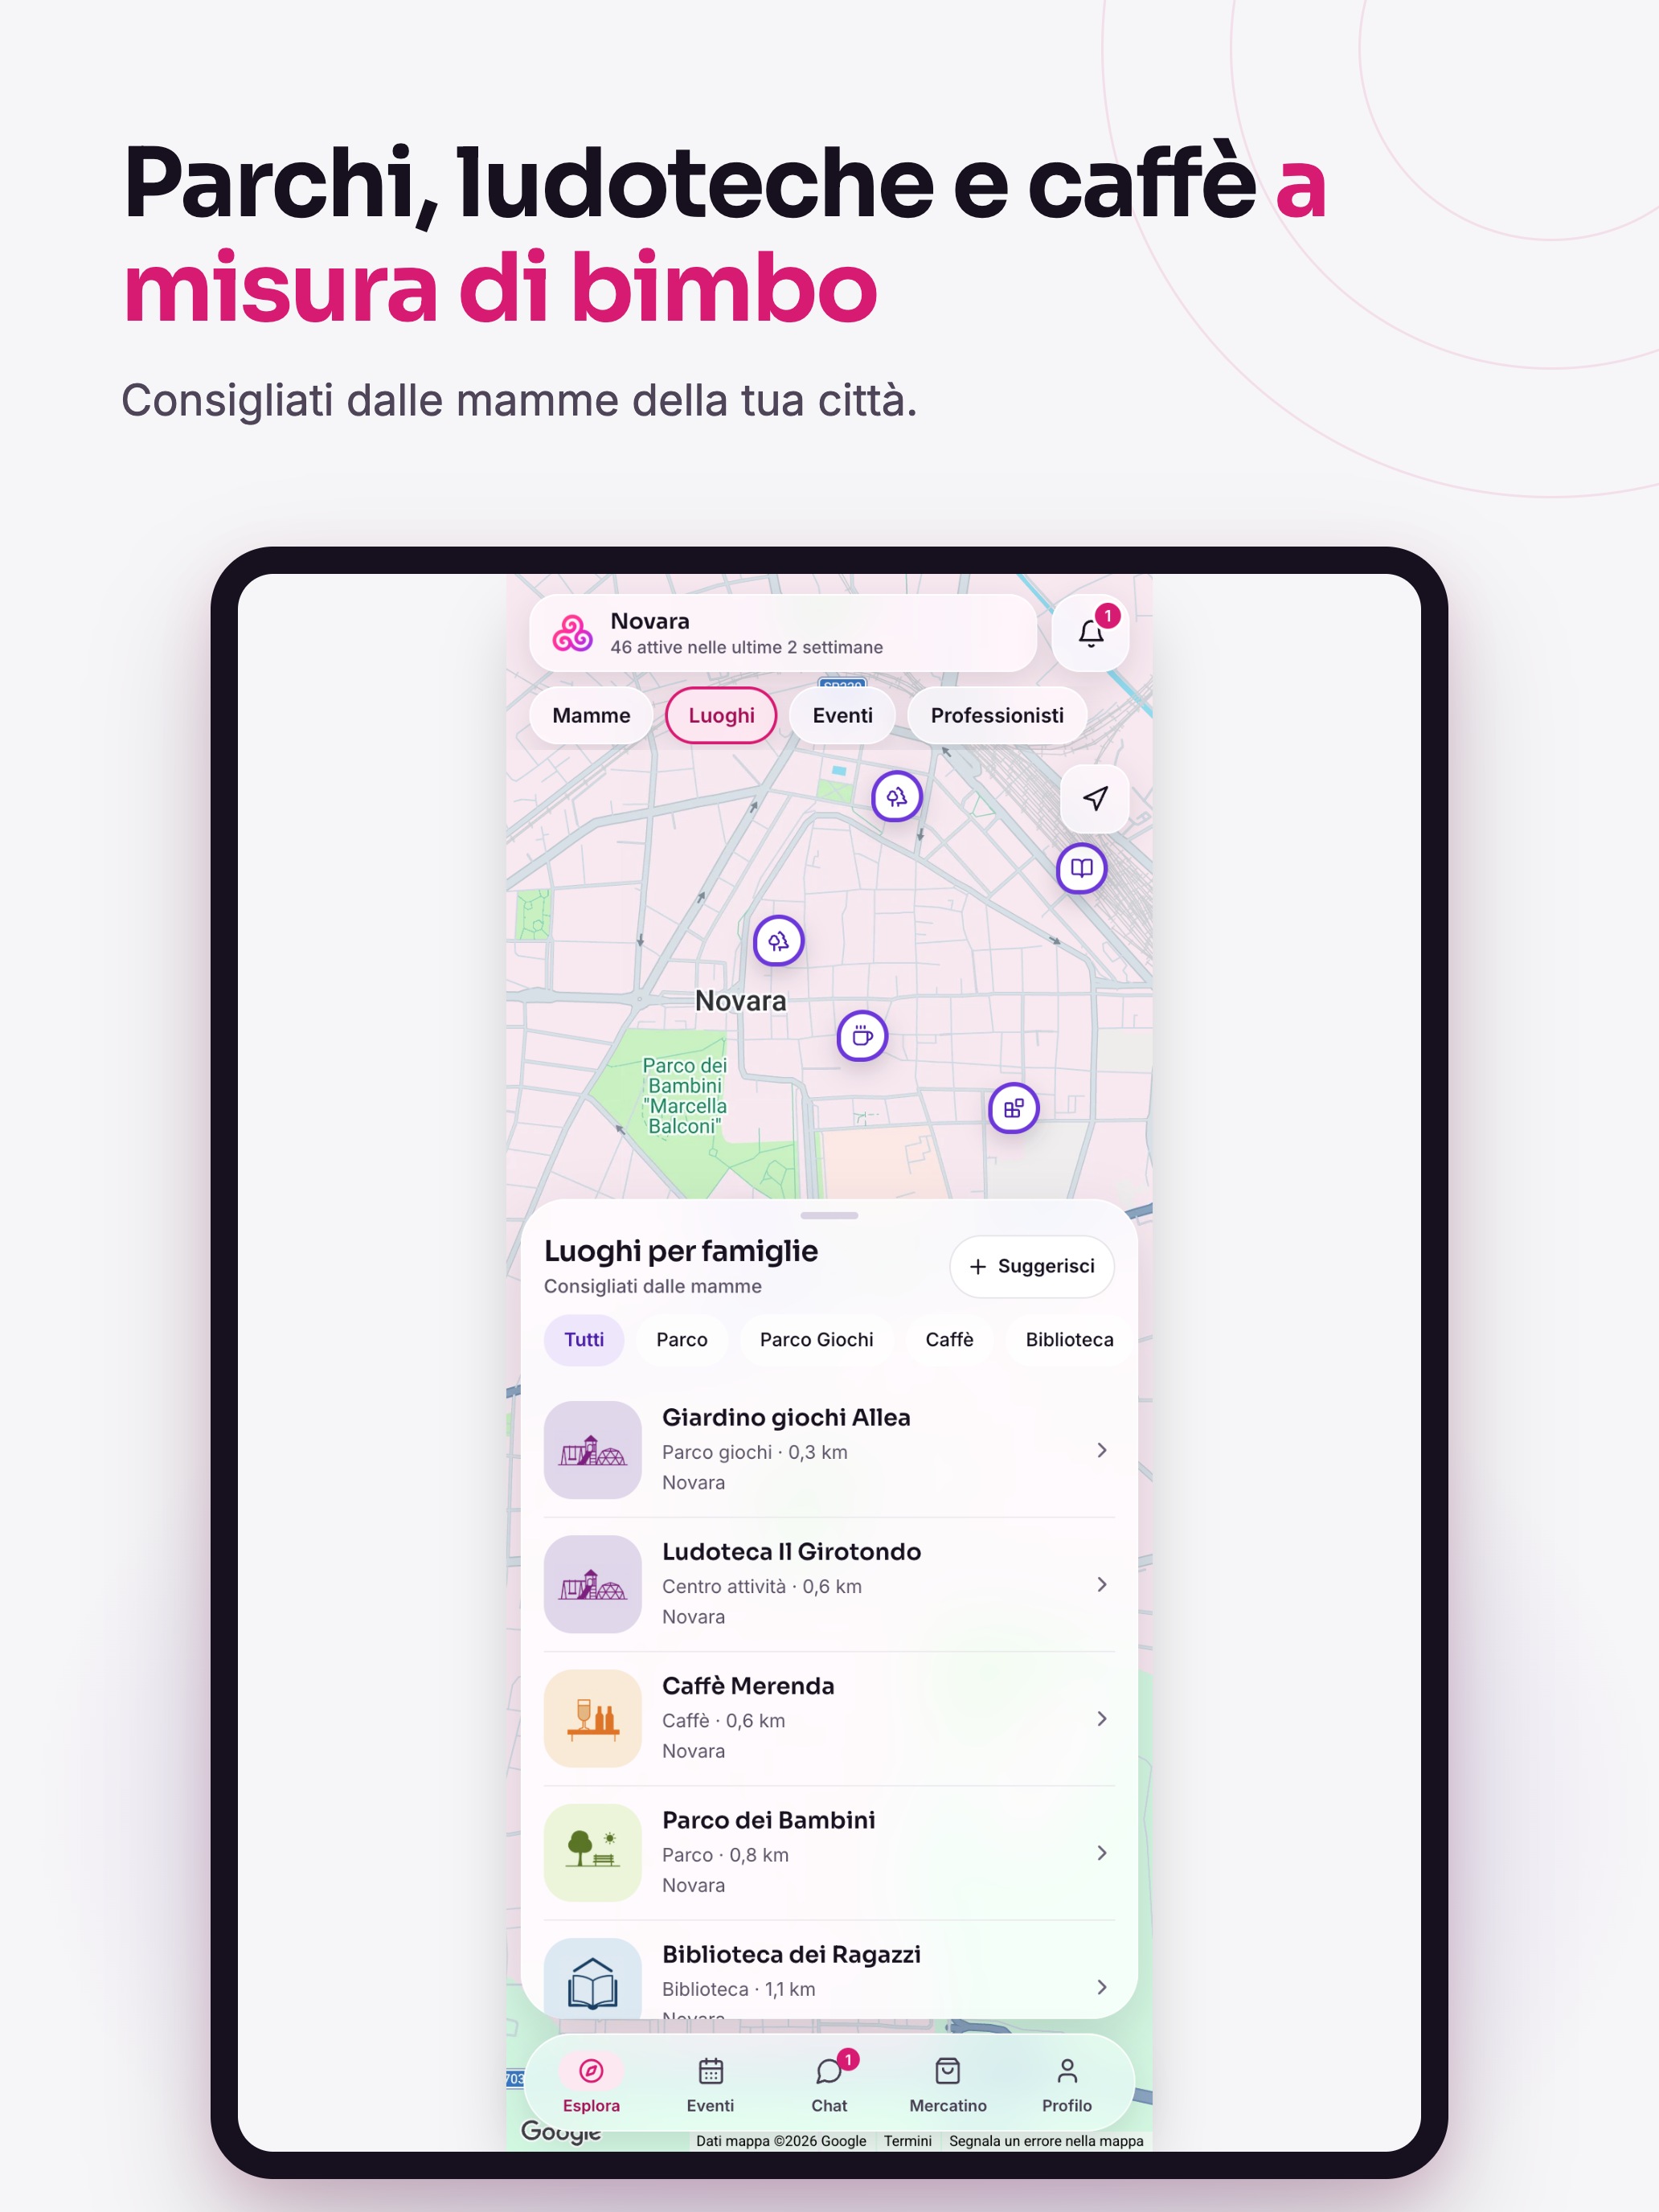 Parchi, ludoteche e caffè a
misura di bimbo
Consigliati dalle mamme della tua città.
Novara
46 attive nelle ultime 2 settimane
1
Mamme
Luoghi
Eventi
Professionisti
Novara
Parco dei
Bambini
"Marcella
Balconi"
Luoghi per famiglie
Consigliati dalle mamme
Suggerisci
Tutti
Parco
Parco Giochi
Caffè
Biblioteca
Giardino giochi Allea
Parco giochi · 0,3 km
Novara
Ludoteca Il Girotondo
Centro attività · 0,6 km
Novara
Caffè Merenda
Caffè · 0,6 km
Novara
Parco dei Bambini
Parco · 0,8 km
Novara
Biblioteca dei Ragazzi
Biblioteca · 1,1 km
Novara
703
1
Esplora
Eventi
Chat
Mercatino
Profilo
Google
Dati mappa ©2026 Google
Termini
Segnala un errore nella mappa